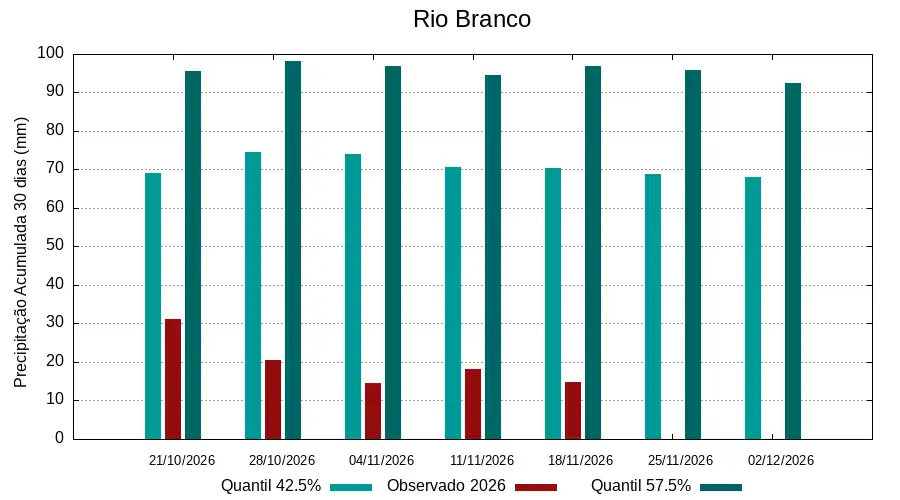 Rio Branco
Precipitação Acumulada 30 dias (mm)
100
90
80
70
60
50
40
30
20
10
0
21/10/2026 28/10/2026 04/11/2026 11/11/2026 18/11/2026 25/11/2026 02/12/2026
Quantil 42.5% Observado 2026 Quantil 57.5%